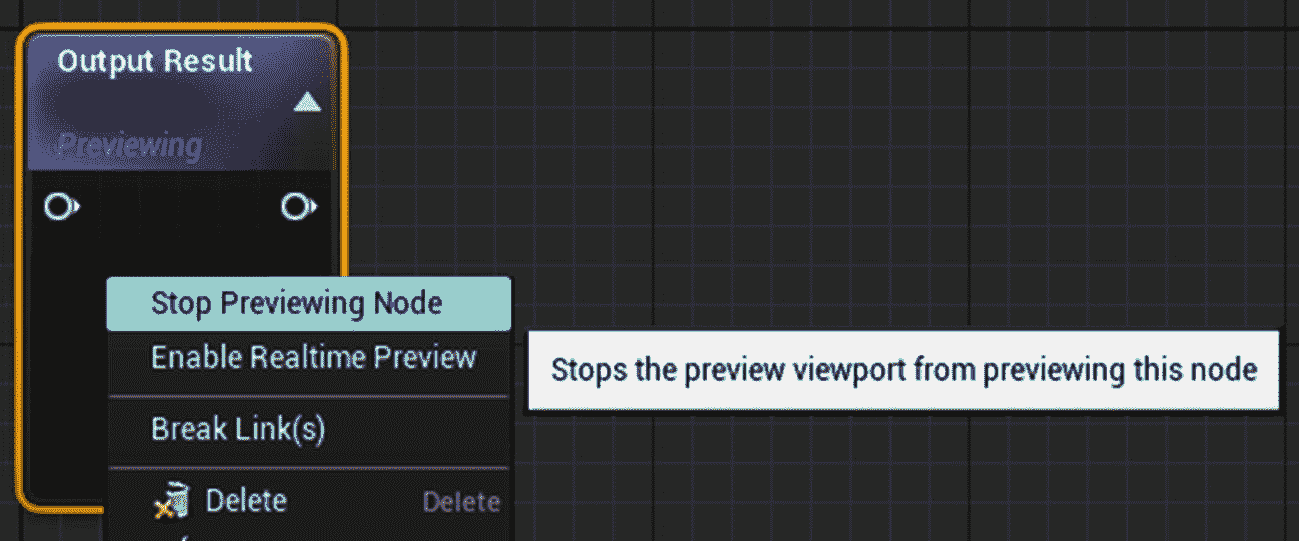 Output Result
Previewing
Stop Previewing Node
Enable Realtime Preview
Stops the preview viewport from previewing this node
Break Link(s)
Delete Delete